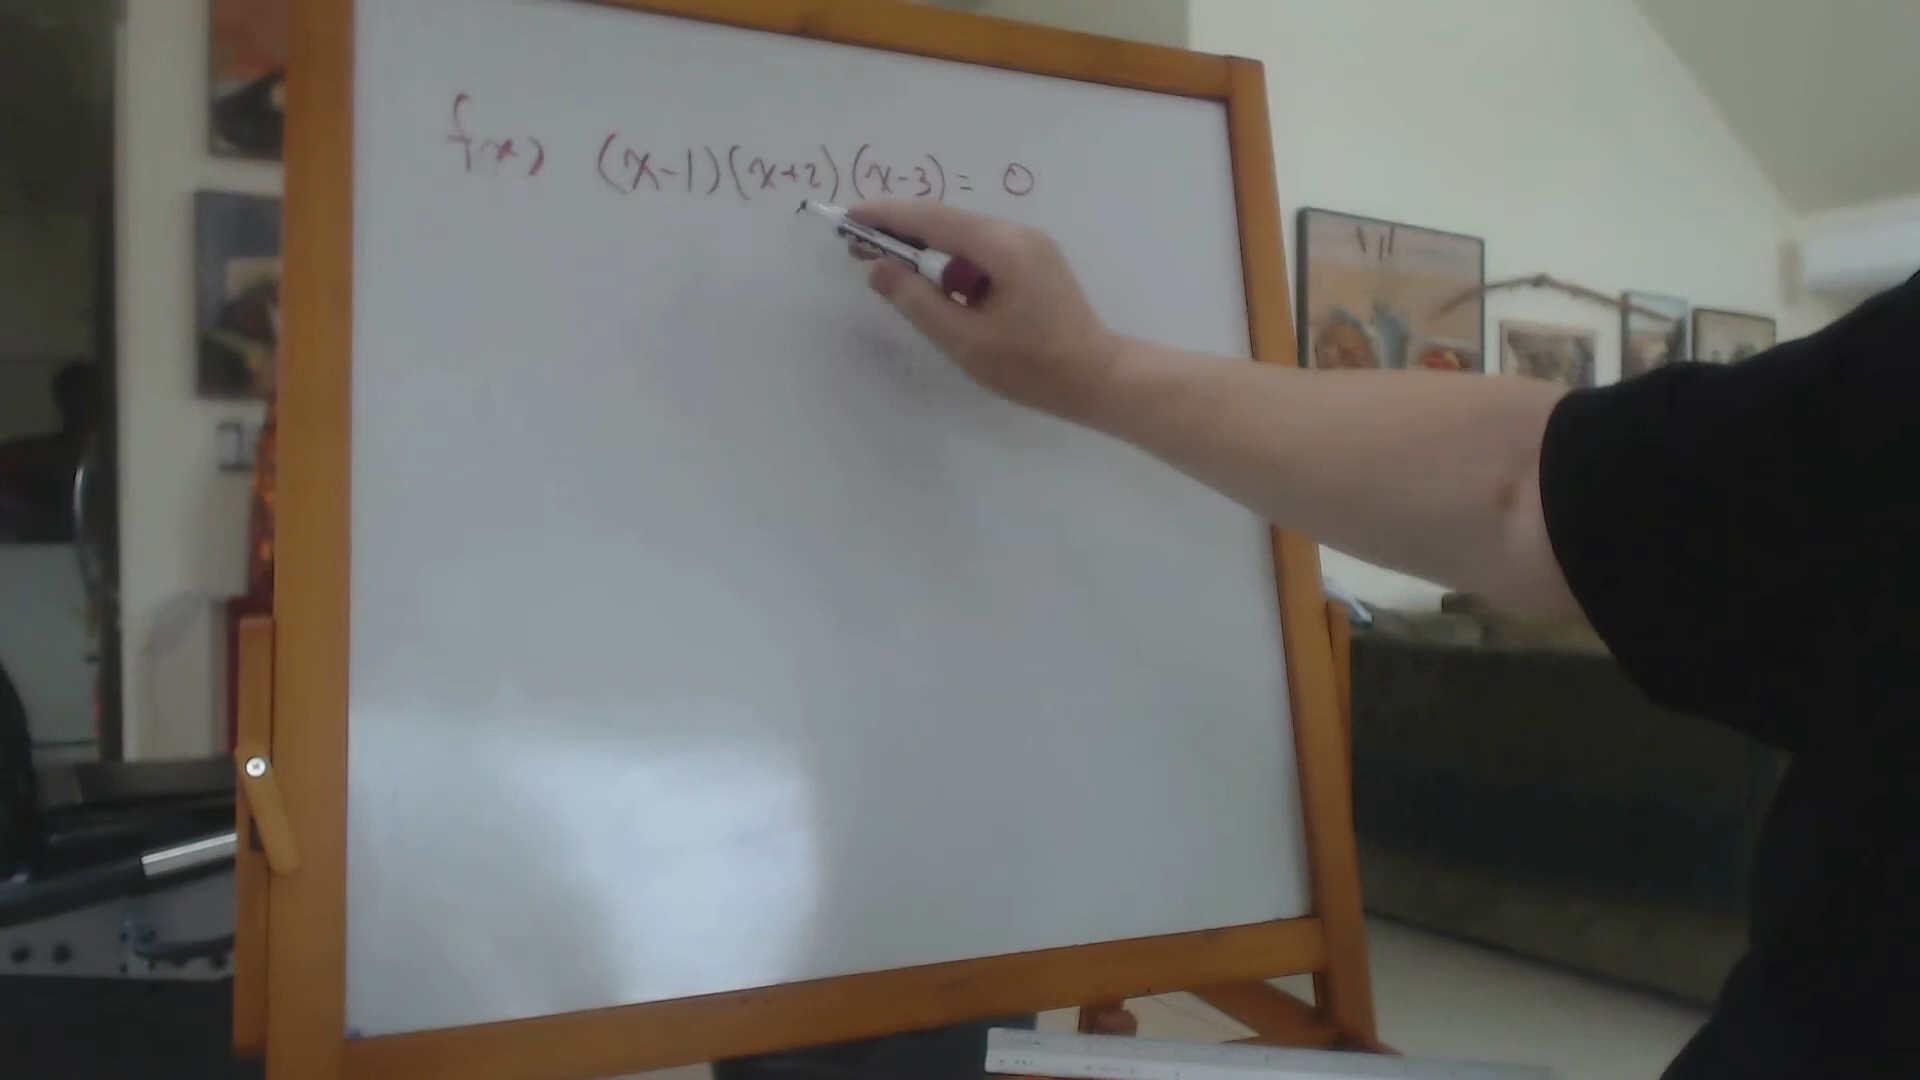 f(x) (x-1)(x+2)(x-3) = 0